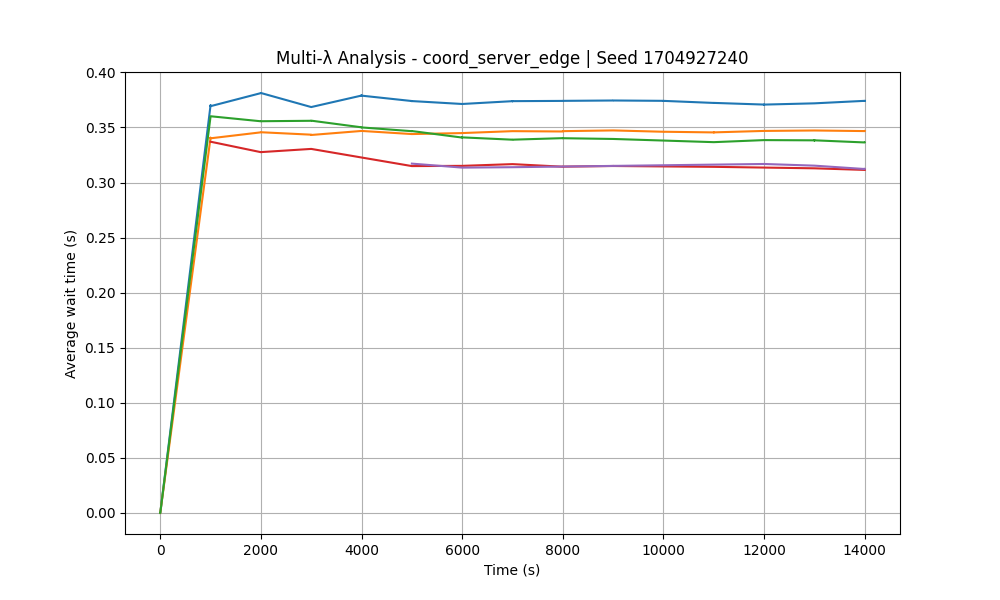 Multi-λ Analysis - coord_server_edge | Seed 1704927240
0.40
0.35
0.30
0.25
0.20
0.15
0.10
0.05
0.00
Average wait time (s)
0 2000 4000 6000 8000 10000 12000 14000
Time (s)